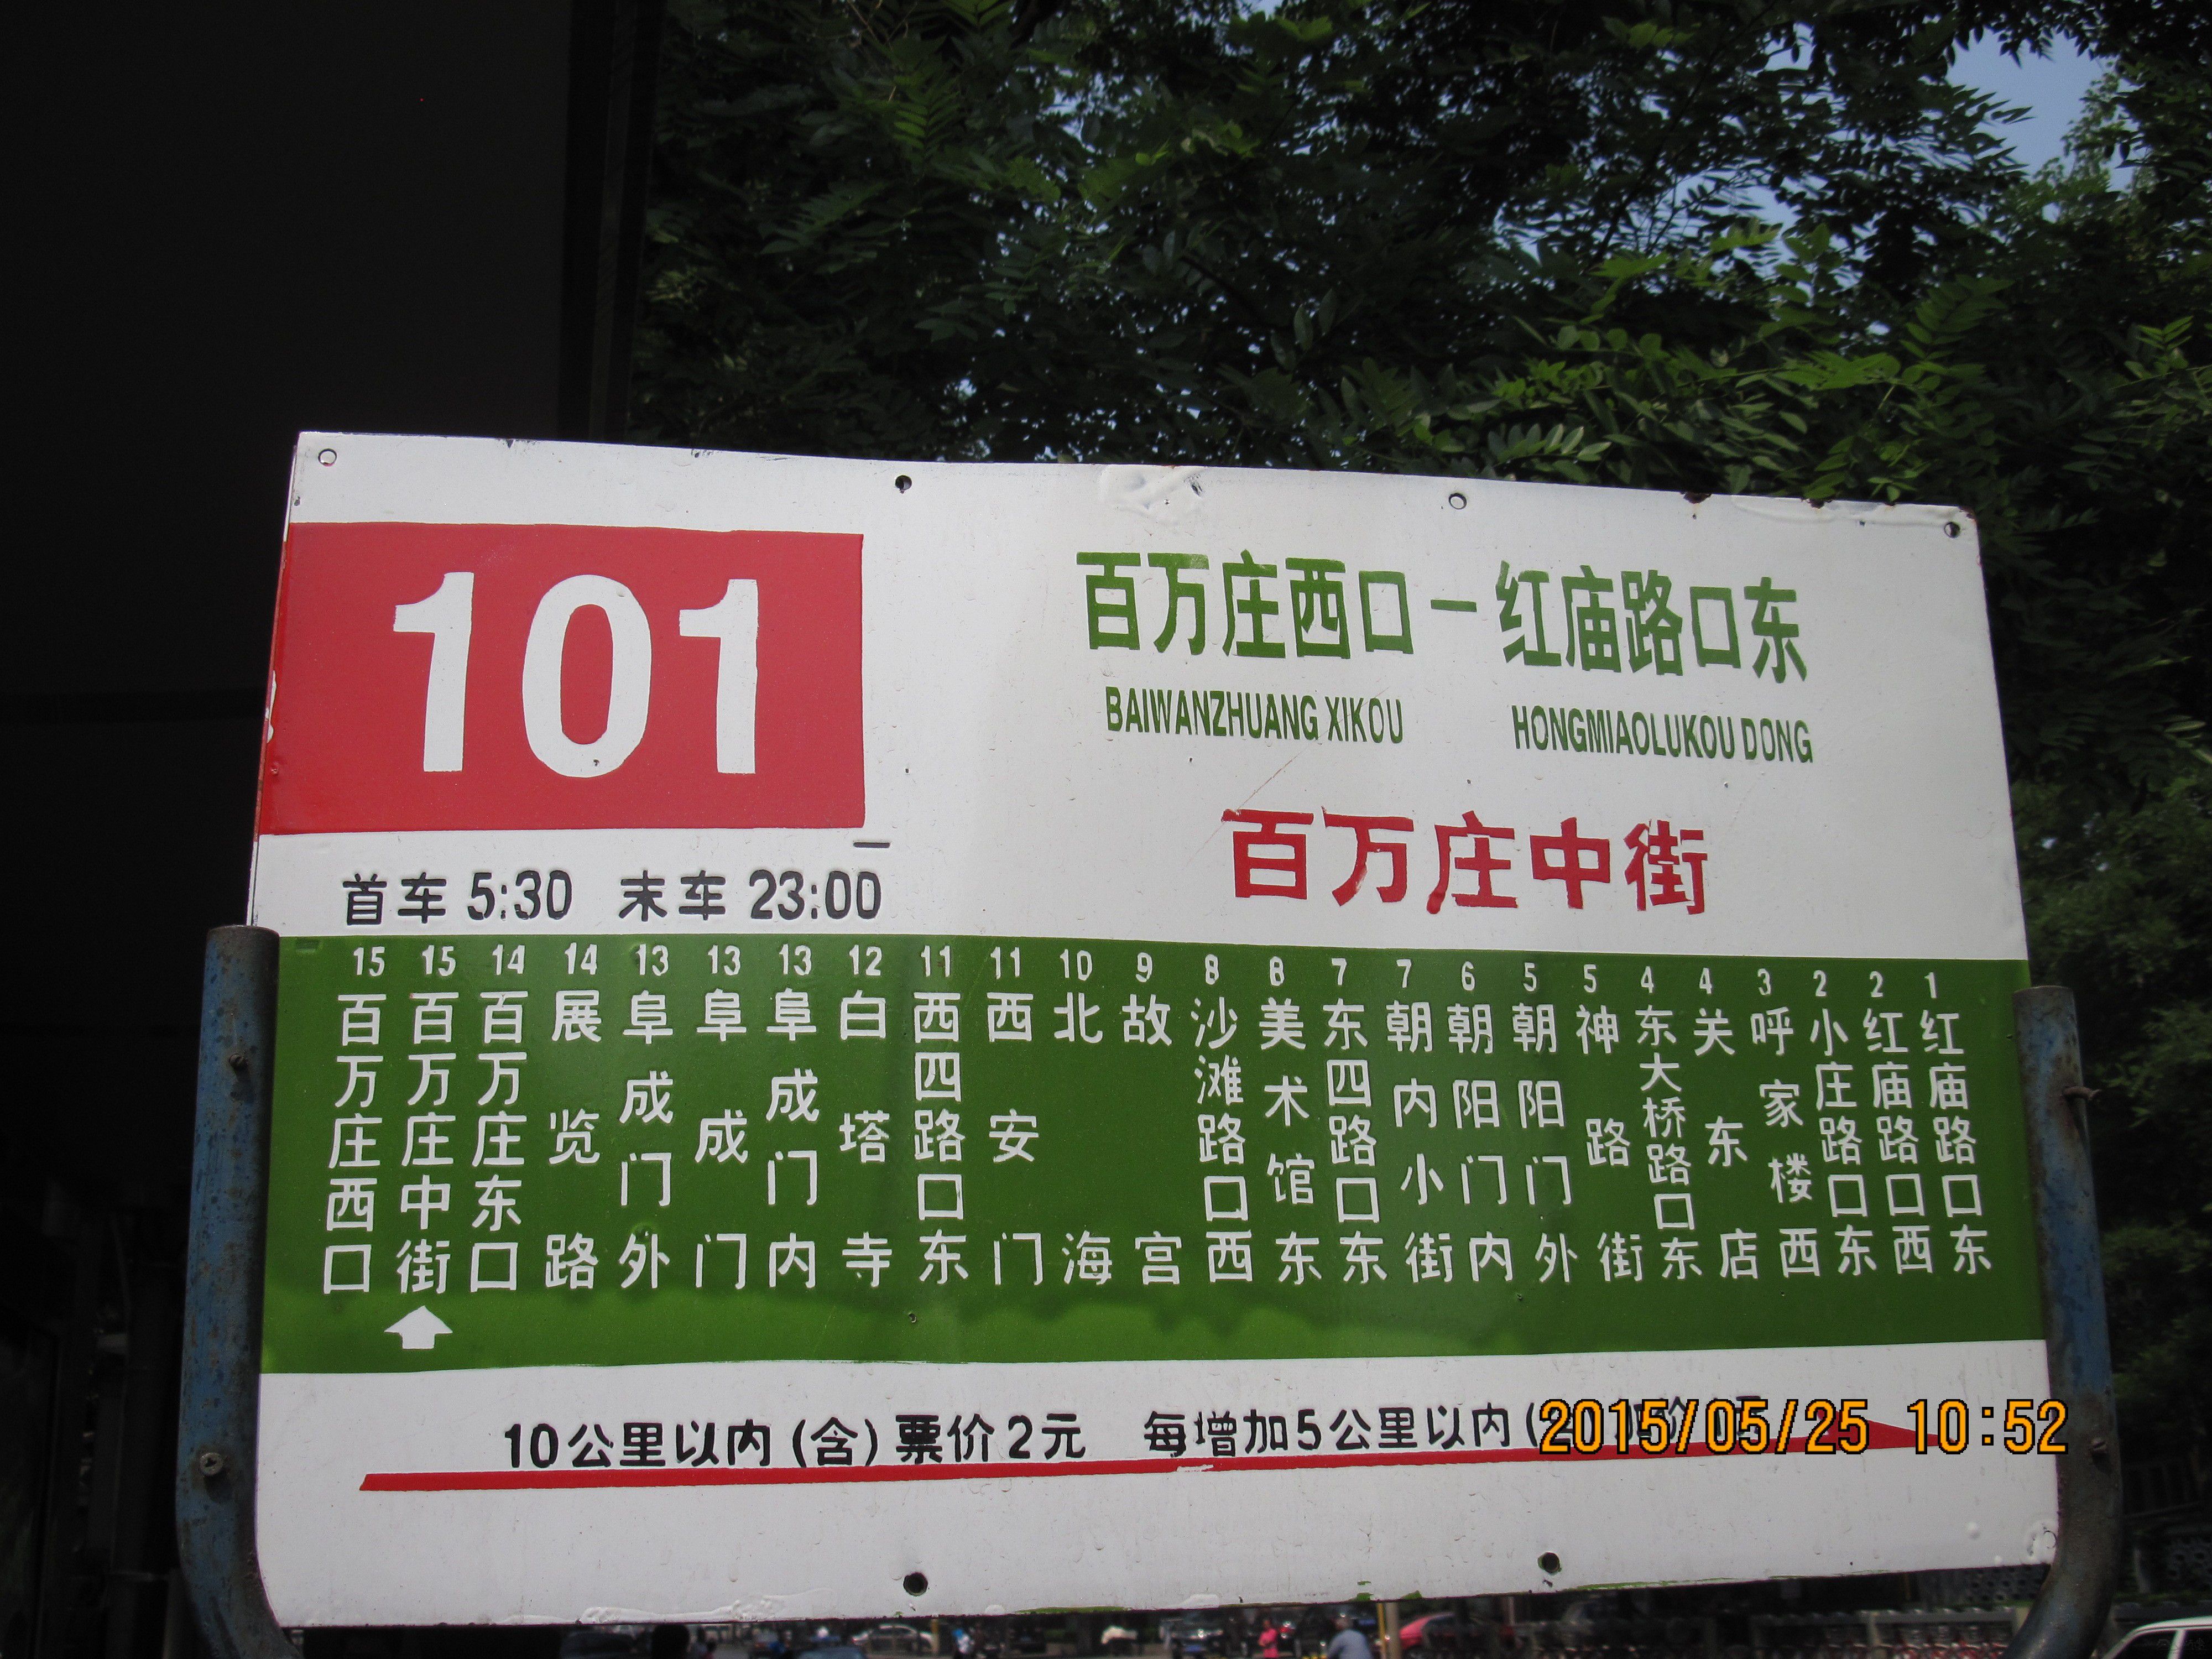 101
百万庄西口—红庙路口东
BAIWANZHUANG XIKOU HONGMIAOLUKOU DONG
百万庄中街
首车 5:30 末车 23:00
15 百万庄西口
15 百万庄中街
14 百万庄东口
14 展览路
13 阜成门外
13 阜成门
13 阜成门内
12 白塔寺
11 西四路口东
11 西安门
10 北海
9 故宫
8 沙滩路口西
8 美术馆东
7 东四路口东
7 朝内小街
6 朝阳门内
5 朝阳门外
5 神路街
4 东大桥路口东
4 关东店
3 呼家楼西
2 小庄路口东
2 红庙路口西
1 红庙路口东
10公里以内(含)票价2元 每增加5公里以内(
2015/05/25 10:52